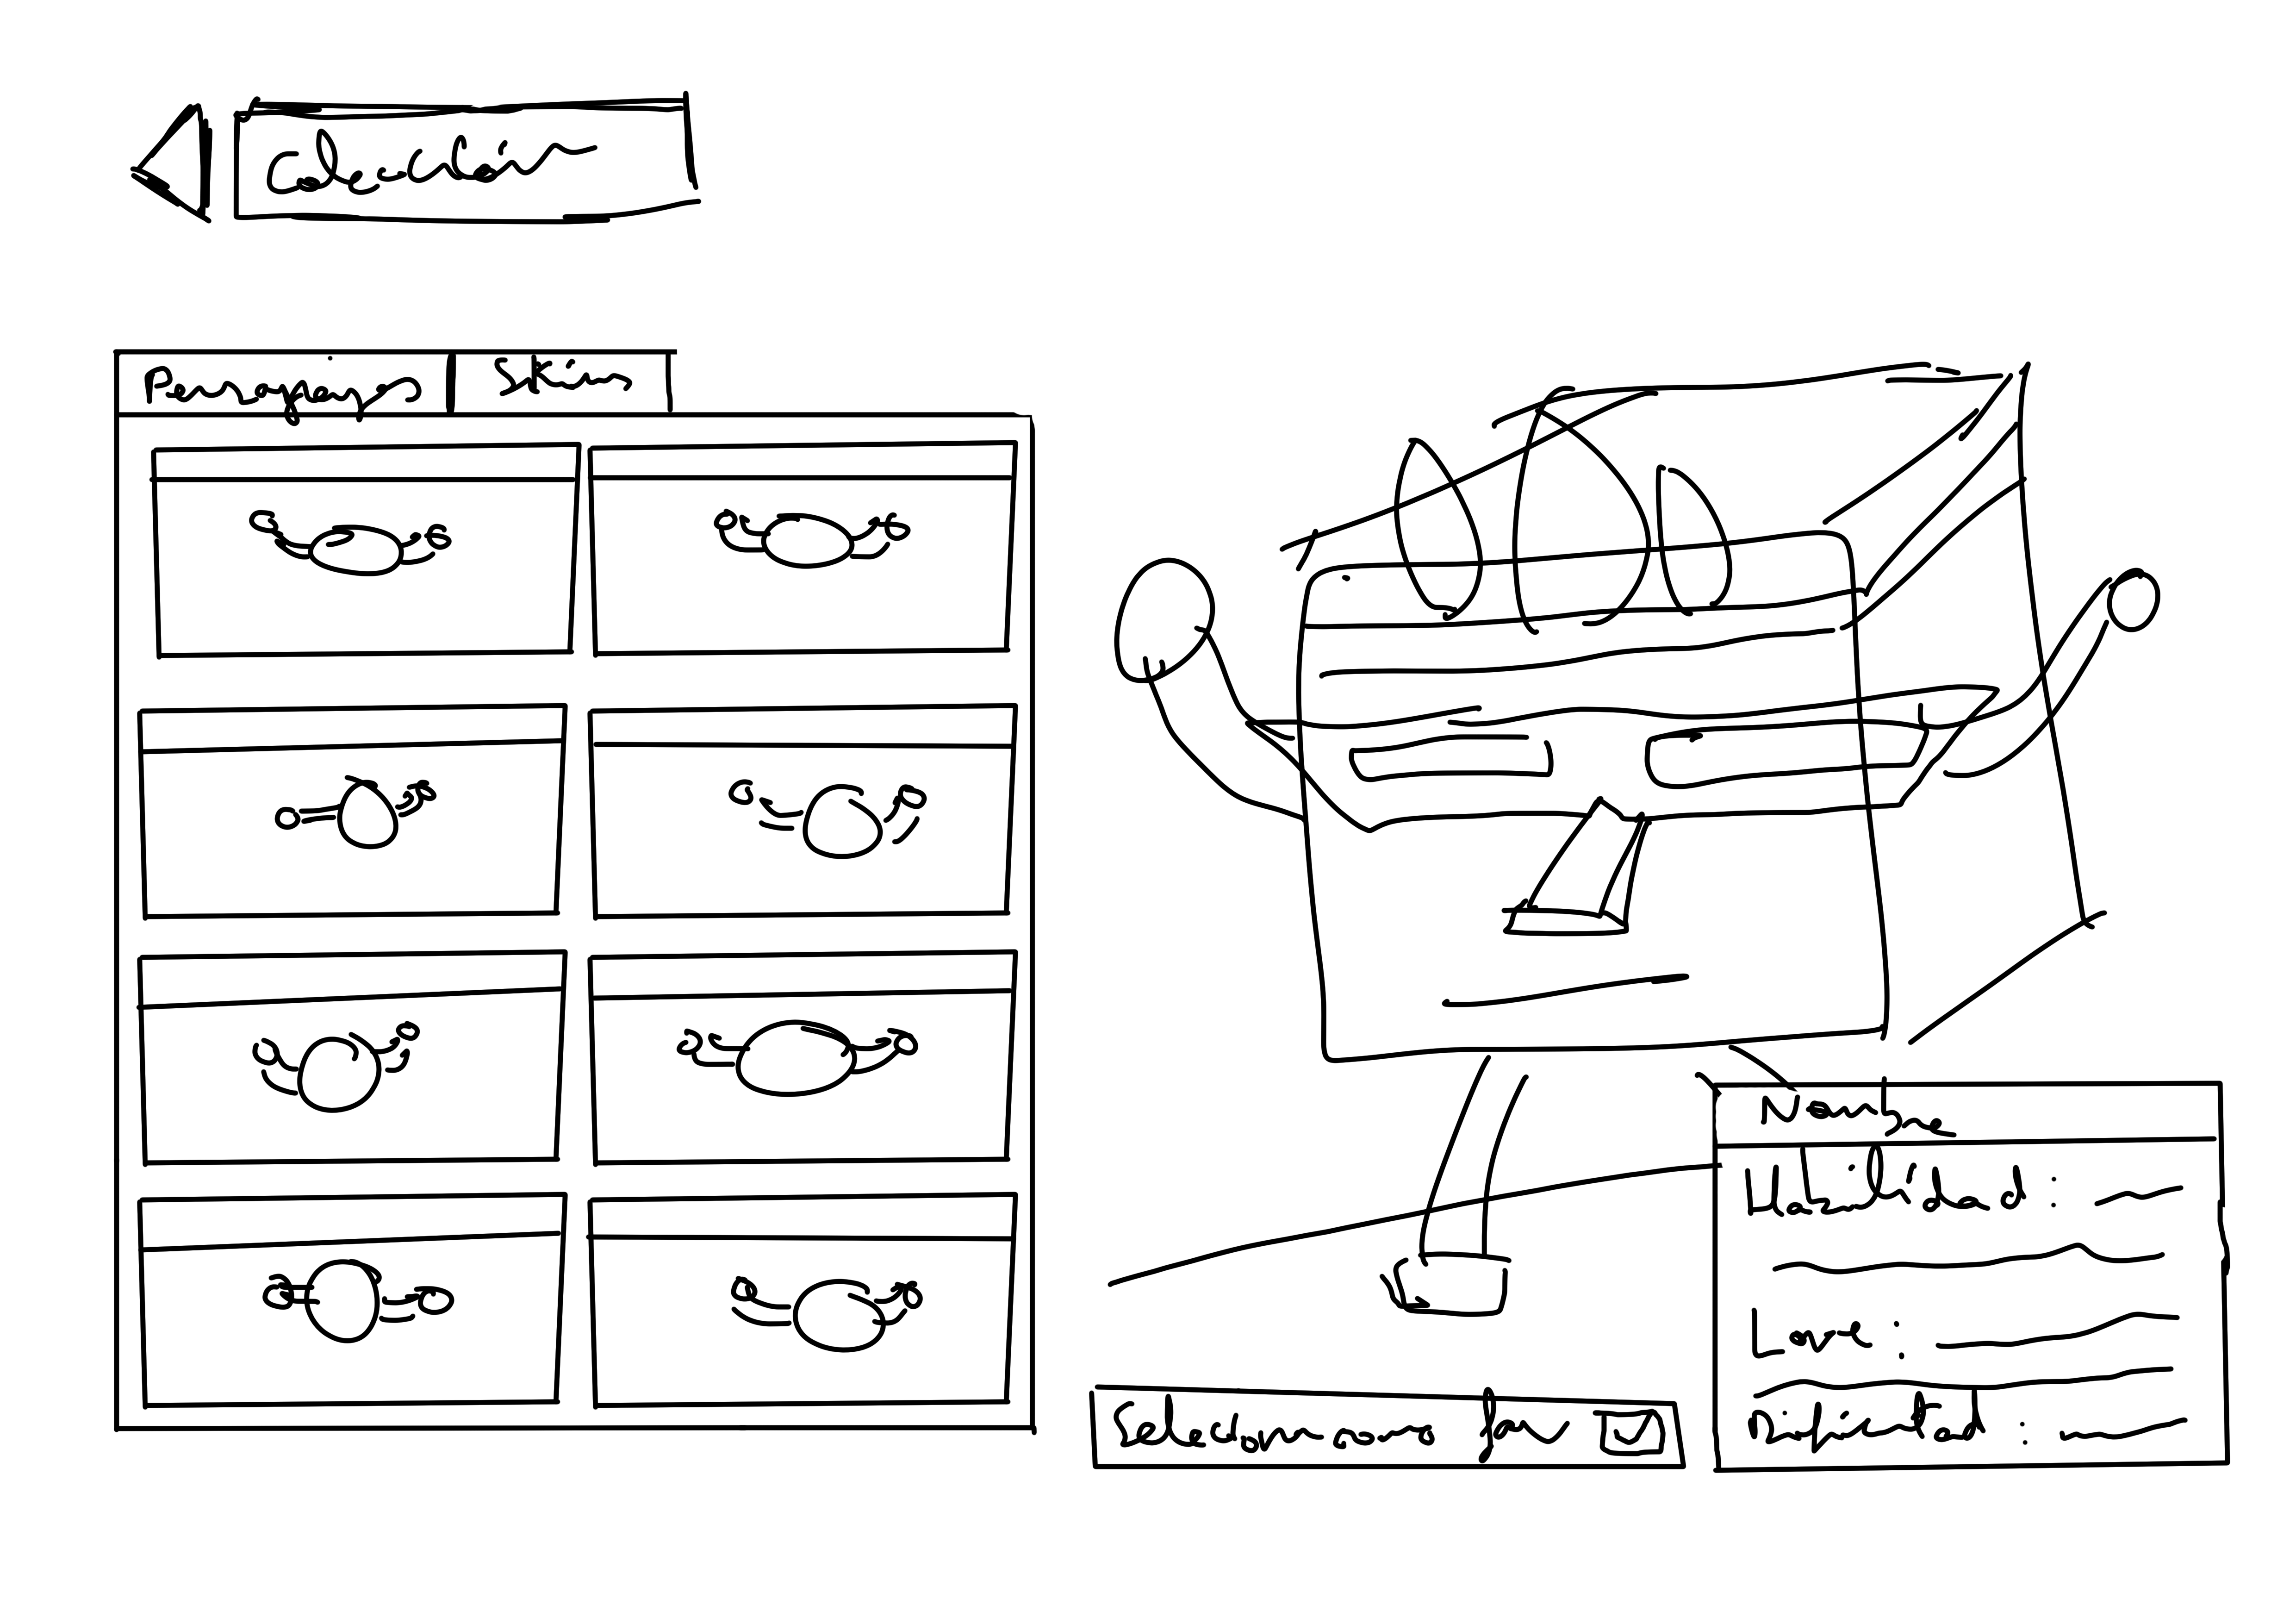 Colección
Personajes
Skins
Nombre
Habilidad :
Lore :
Dificultad :
Seleccionar como fav